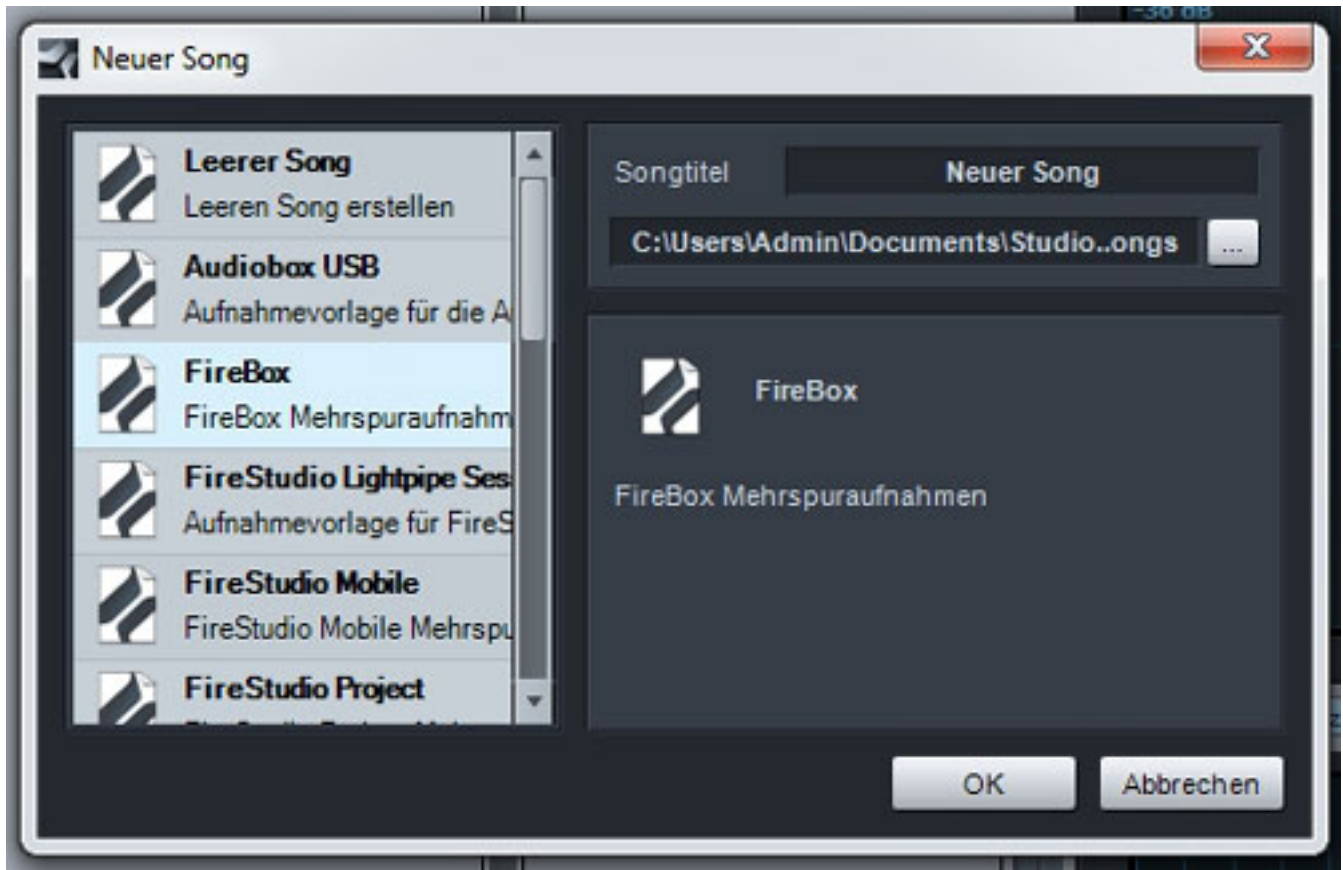 -36 dB
Neuer Song
Leerer Song
Leeren Song erstellen
Audiobox USB
Aufnahmevorlage für die A
FireBox
FireBox Mehrspuraufnahm
FireStudio Lightpipe Ses
Aufnahmevorlage für FireS
FireStudio Mobile
FireStudio Mobile Mehrspu
FireStudio Project
Songtitel
Neuer Song
C:\Users\Admin\Documents\Studio..ongs
...
FireBox
FireBox Mehrspuraufnahmen
OK
Abbrechen